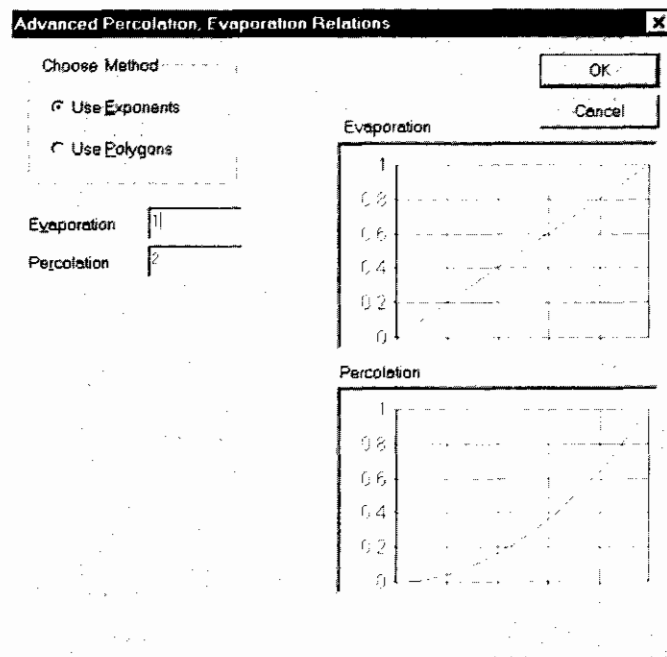 Advanced Percolation, Evaporation Relations
Choose Method
Use Exponents
Use Polygons
OK
Cancel
Evaporation 1
Percolation 2
Evaporation
1
0.8
0.6
0.4
0.2
0
Percolation
1
0.8
0.6
0.4
0.2
0